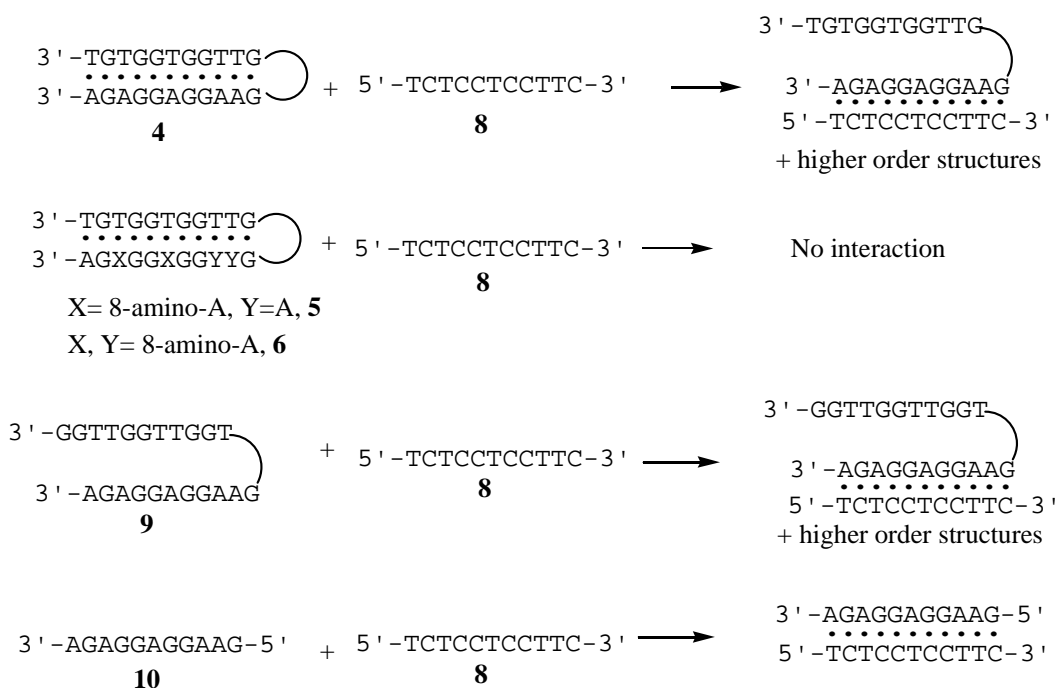 3'-TGTGGTGGTTG
3'-TGTGGTGGTTG
3'-AGAGGAGGAAG
4
+
5'-TCTCCTCCTTC-3'
8
3'-AGAGGAGGAAG
5'-TCTCCTCCTTC-3'
+ higher order structures
3'-TGTGGTGGTTG
3'-AGXGGXGGYYG
+
5'-TCTCCTCCTTC-3'
8
No interaction
X= 8-amino-A, Y=A, 5
X, Y= 8-amino-A, 6
3'-GGTTGGTTGGT
3'-AGAGGAGGAAG
9
+
5'-TCTCCTCCTTC-3'
8
3'-GGTTGGTTGGT
3'-AGAGGAGGAAG
5'-TCTCCTCCTTC-3'
+ higher order structures
3'-AGAGGAGGAAG-5'
10
+
5'-TCTCCTCCTTC-3'
8
3'-AGAGGAGGAAG-5'
5'-TCTCCTCCTTC-3'